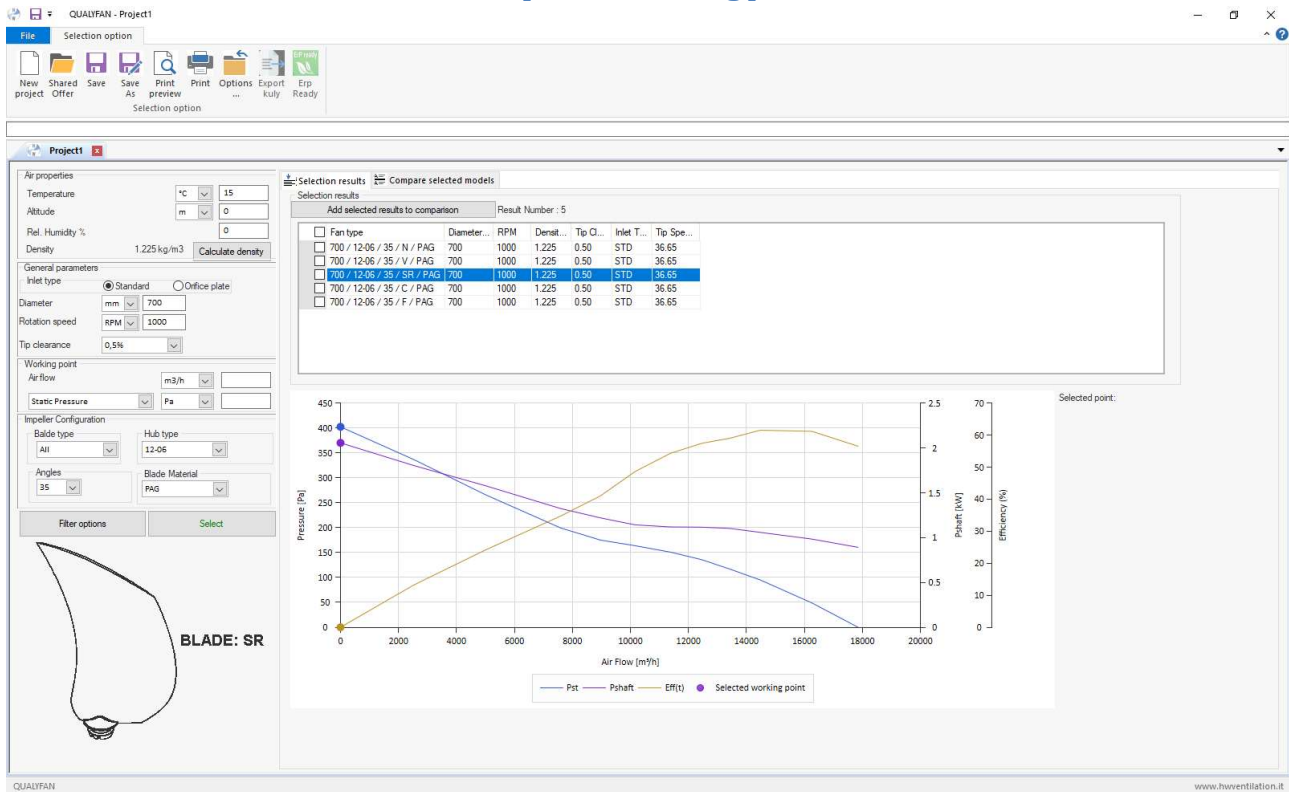 QUALYFAN - Project1
File Selection option
New project Shared Offer Save Save As Print preview Print Options ... Export kuly Erp Ready
ErP ready
Selection option
Project1
Air properties
Temperature °C 15
Altitude m 0
Rel. Humidity % 0
Density 1.225 kg/m3 Calculate density
General parameters
Inlet type Standard Orifice plate
Diameter mm 700
Rotation speed RPM 1000
Tip clearance 0,5%
Working point
Air flow m3/h
Static Pressure Pa
Impeller Configuration
Balde type Hub type
All 12-06
Angles Blade Material
35 PAG
Filter options Select
BLADE: SR
Selection results Compare selected models
Selection results
Add selected results to comparison Result Number : 5
Fan type Diameter... RPM Densit... Tip Cl... Inlet T... Tip Spe...
700 / 12-06 / 35 / N / PAG 700 1000 1.225 0.50 STD 36.65
700 / 12-06 / 35 / V / PAG 700 1000 1.225 0.50 STD 36.65
700 / 12-06 / 35 / SR / PAG 700 1000 1.225 0.50 STD 36.65
700 / 12-06 / 35 / C / PAG 700 1000 1.225 0.50 STD 36.65
700 / 12-06 / 35 / F / PAG 700 1000 1.225 0.50 STD 36.65
Selected point:
Pressure [Pa]
450
400
350
300
250
200
150
100
50
0
2.5
2
1.5
1
0.5
0
Pshaft [kW]
70
60
50
40
30
20
10
0
Efficiency (%)
0 2000 4000 6000 8000 10000 12000 14000 16000 18000 20000
Air Flow [m³/h]
Pst Pshaft Eff(t) Selected working point
QUALYFAN www.hwventilation.it